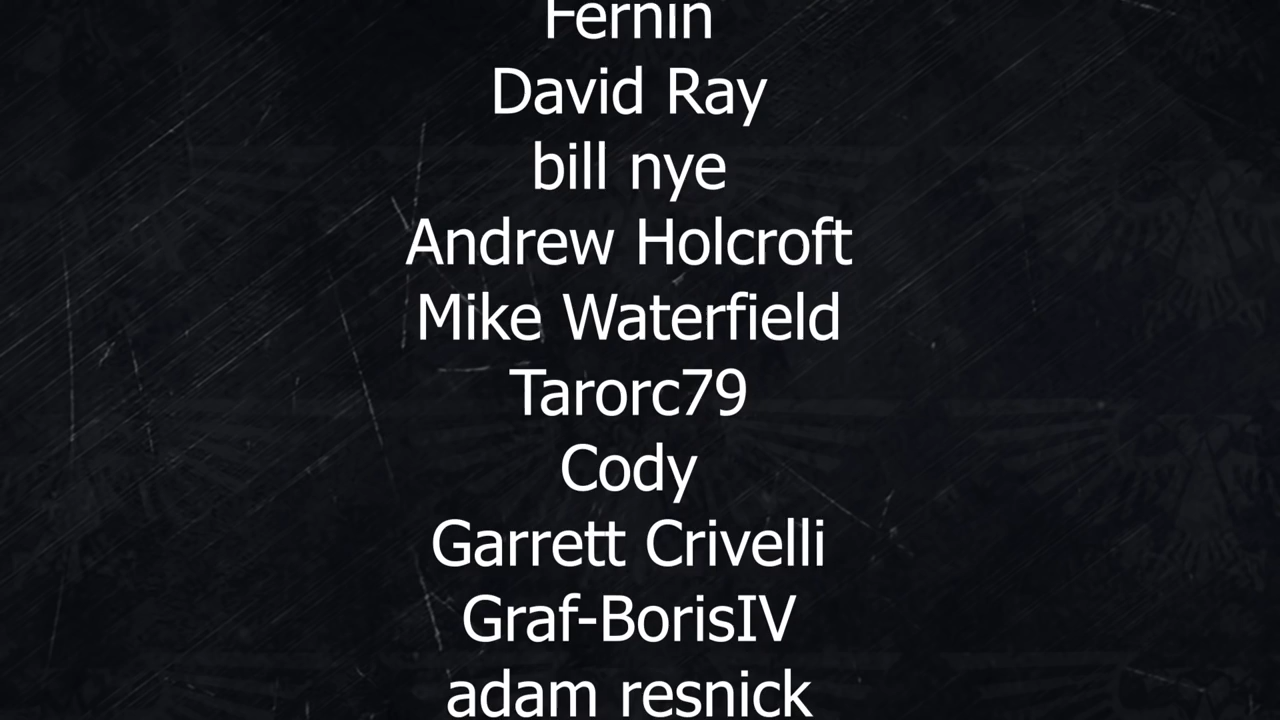 Fernin
David Ray
bill nye
Andrew Holcroft
Mike Waterfield
Tarorc79
Cody
Garrett Crivelli
Graf-BorisIV
adam resnick